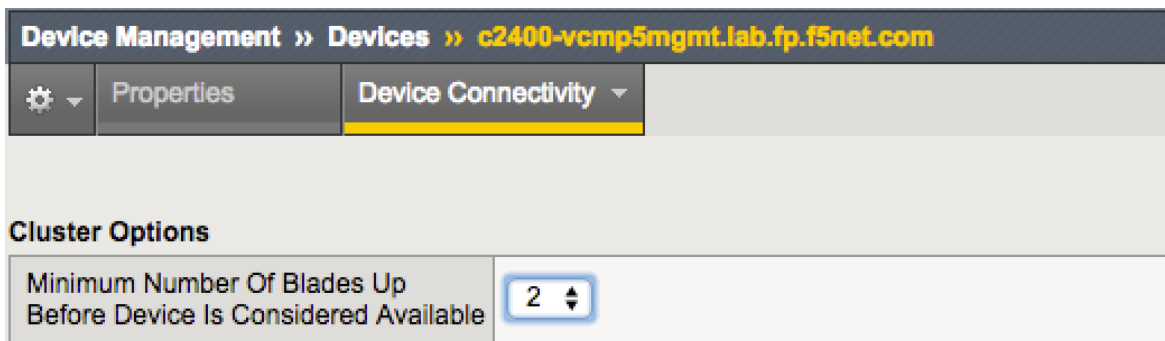 Device Management ›› Devices ›› c2400-vcmp5mgmt.lab.fp.f5net.com
Properties Device Connectivity
Cluster Options
Minimum Number Of Blades Up
Before Device Is Considered Available 2